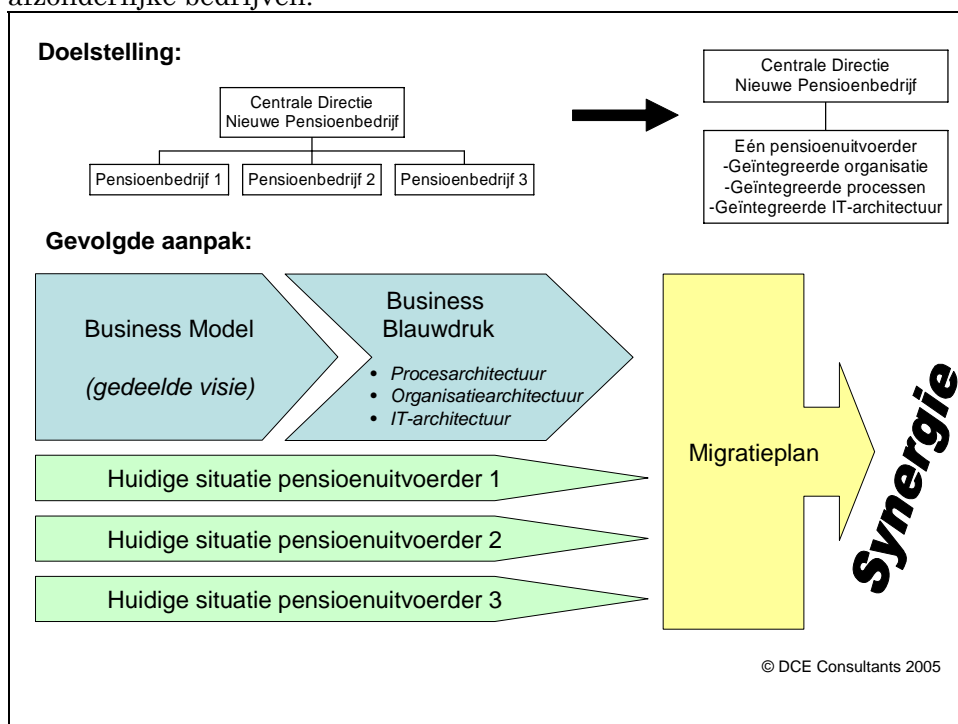 afzonderlijke bedrijven.
Doelstelling:
Centrale Directie
Nieuwe Pensioenbedrijf
Pensioenbedrijf 1
Pensioenbedrijf 2
Pensioenbedrijf 3
Centrale Directie
Nieuwe Pensioenbedrijf
Eén pensioenuitvoerder
-Geïntegreerde organisatie
-Geïntegreerde processen
-Geïntegreerde IT-architectuur
Gevolgde aanpak:
Business Model
(gedeelde visie)
Business
Blauwdruk
• Procesarchitectuur
• Organisatiearchitectuur
• IT-architectuur
Huidige situatie pensioenuitvoerder 1
Huidige situatie pensioenuitvoerder 2
Huidige situatie pensioenuitvoerder 3
Migratieplan
Synergie
© DCE Consultants 2005